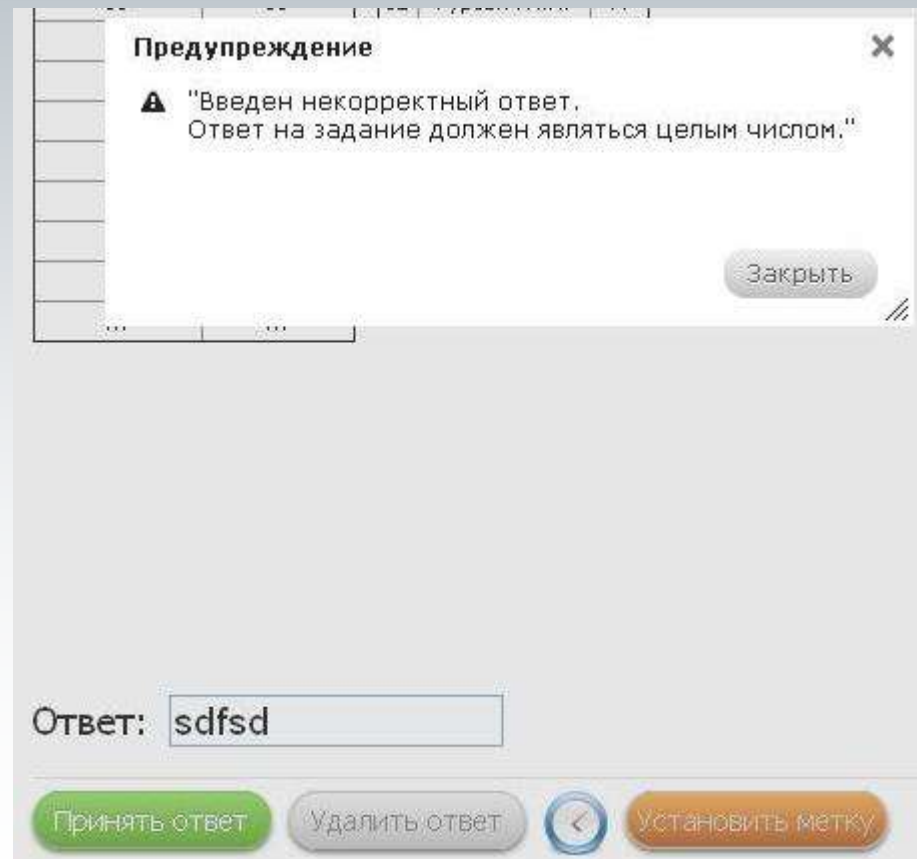 Предупреждение
"Введен некорректный ответ.
Ответ на задание должен являться целым числом."
Закрыть
... ...
Ответ: sdfsd
Принять ответ Удалить ответ < Установить метку